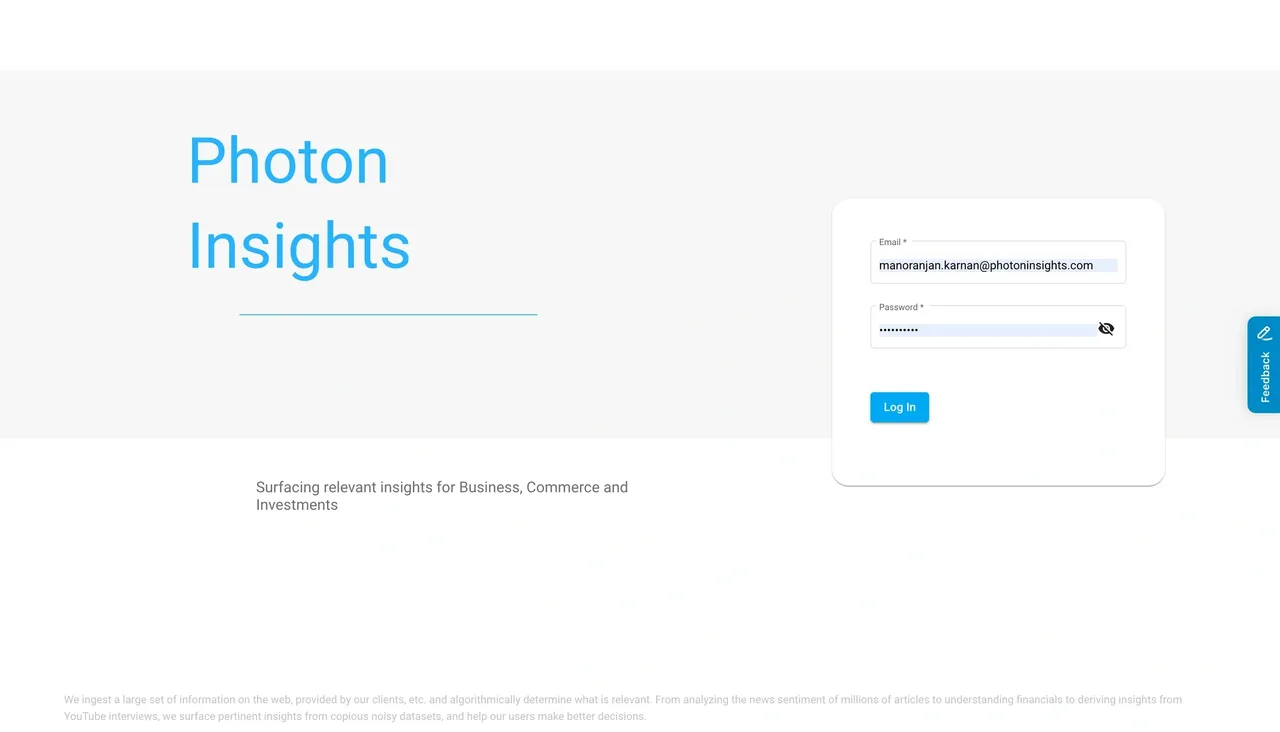 Photon
Insights
Email *
manoranjan.karnan@photoninsights.com
Password *
••••••••••
Log In
Feedback
Surfacing relevant insights for Business, Commerce and
Investments
We ingest a large set of information on the web, provided by our clients, etc. and algorithmically determine what is relevant. From analyzing the news sentiment of millions of articles to understanding financials to deriving insights from
YouTube interviews, we surface pertinent insights from copious noisy datasets, and help our users make better decisions.